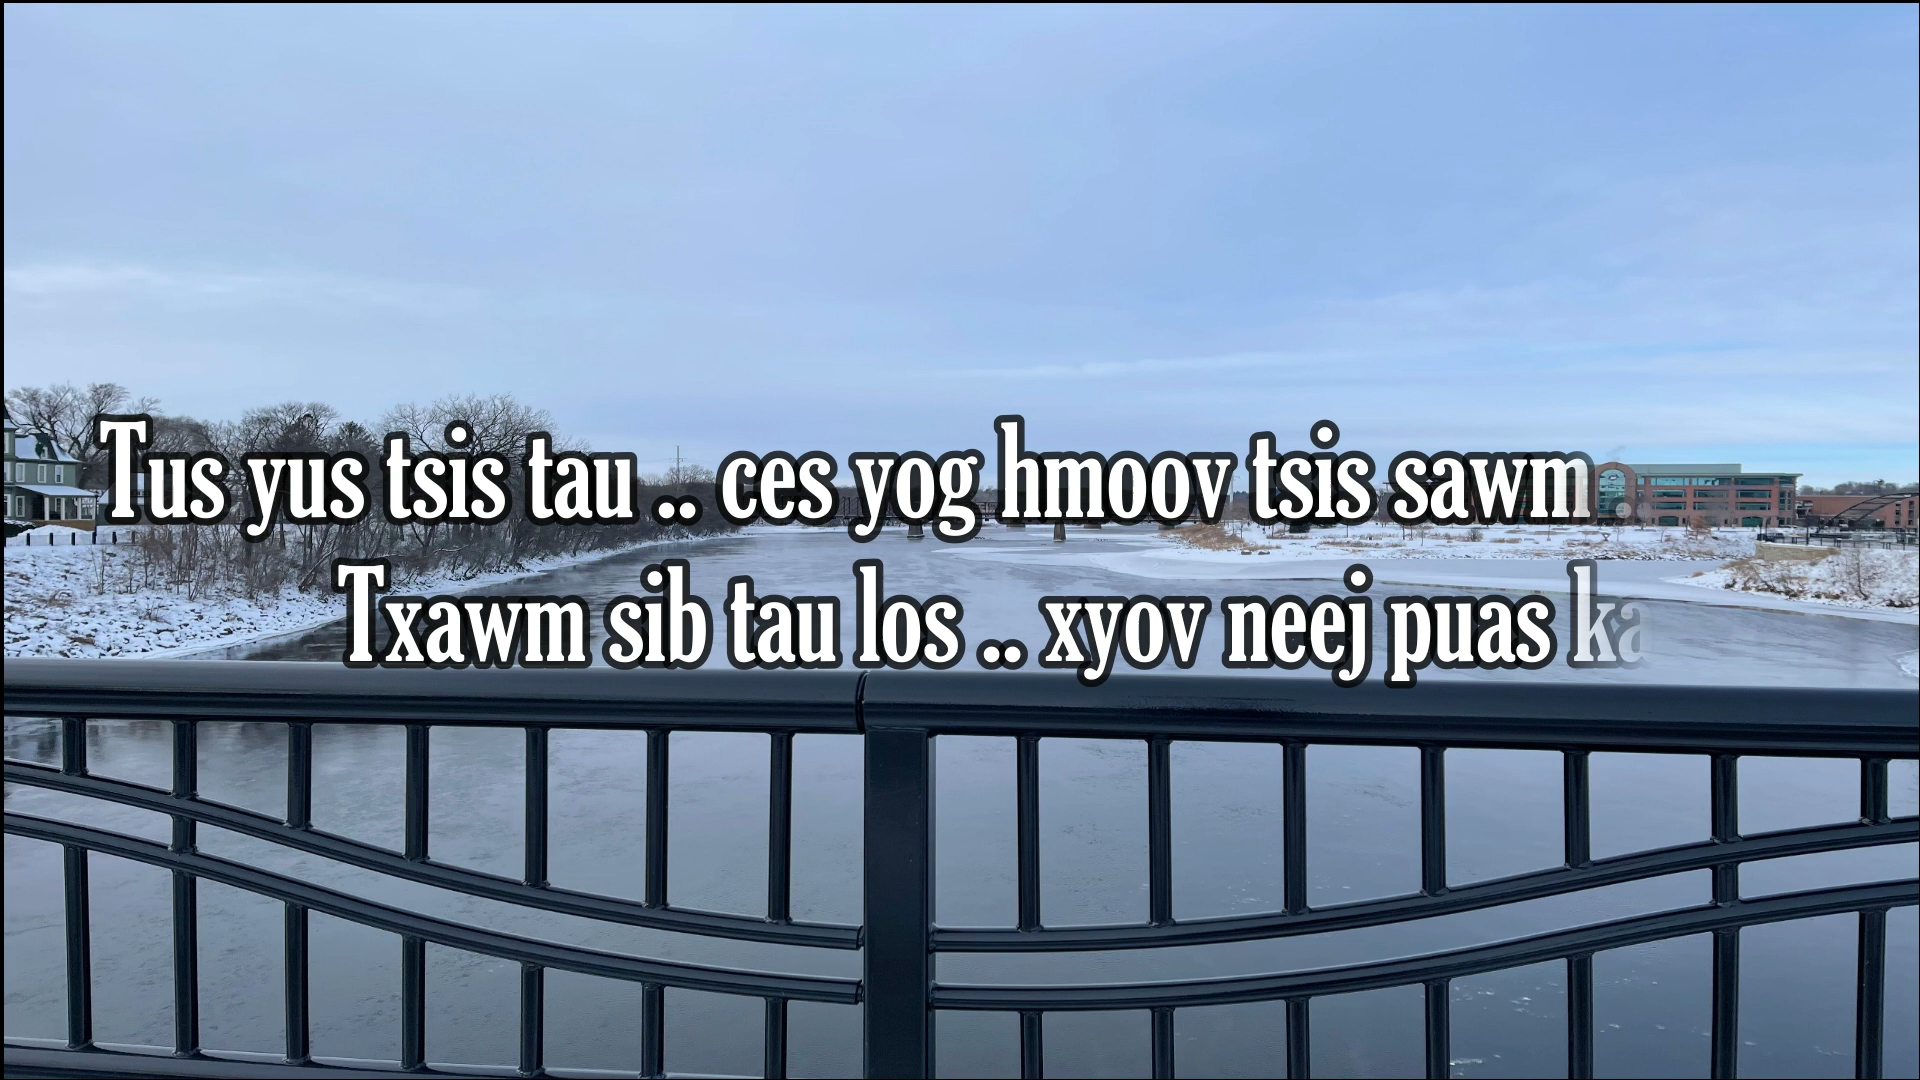 Tus yus tsis tau .. ces yog hmoov tsis sawm ..
Txawm sib tau los .. xyov neej puas